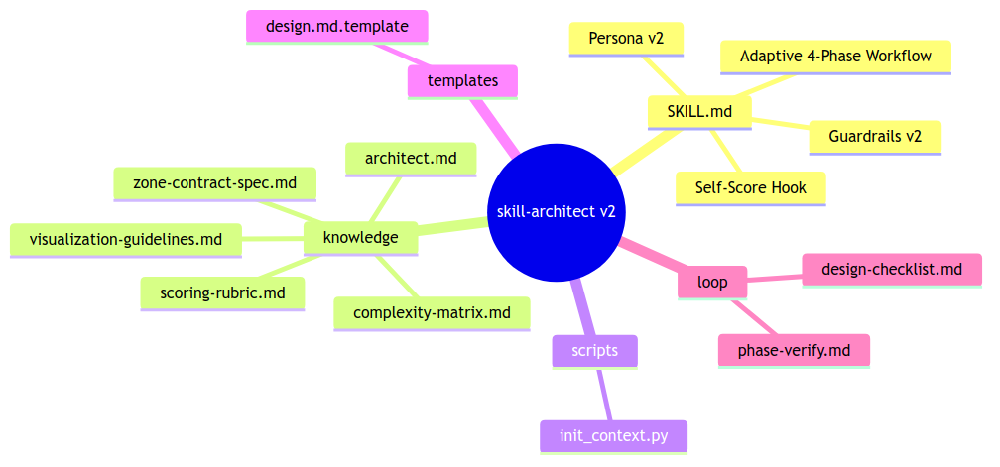 design.md.template
templates
Persona v2
Adaptive 4-Phase Workflow
SKILL.md
Guardrails v2
Self-Score Hook
architect.md
zone-contract-spec.md
visualization-guidelines.md
knowledge
scoring-rubric.md
complexity-matrix.md
skill-architect v2
loop
design-checklist.md
phase-verify.md
scripts
init_context.py